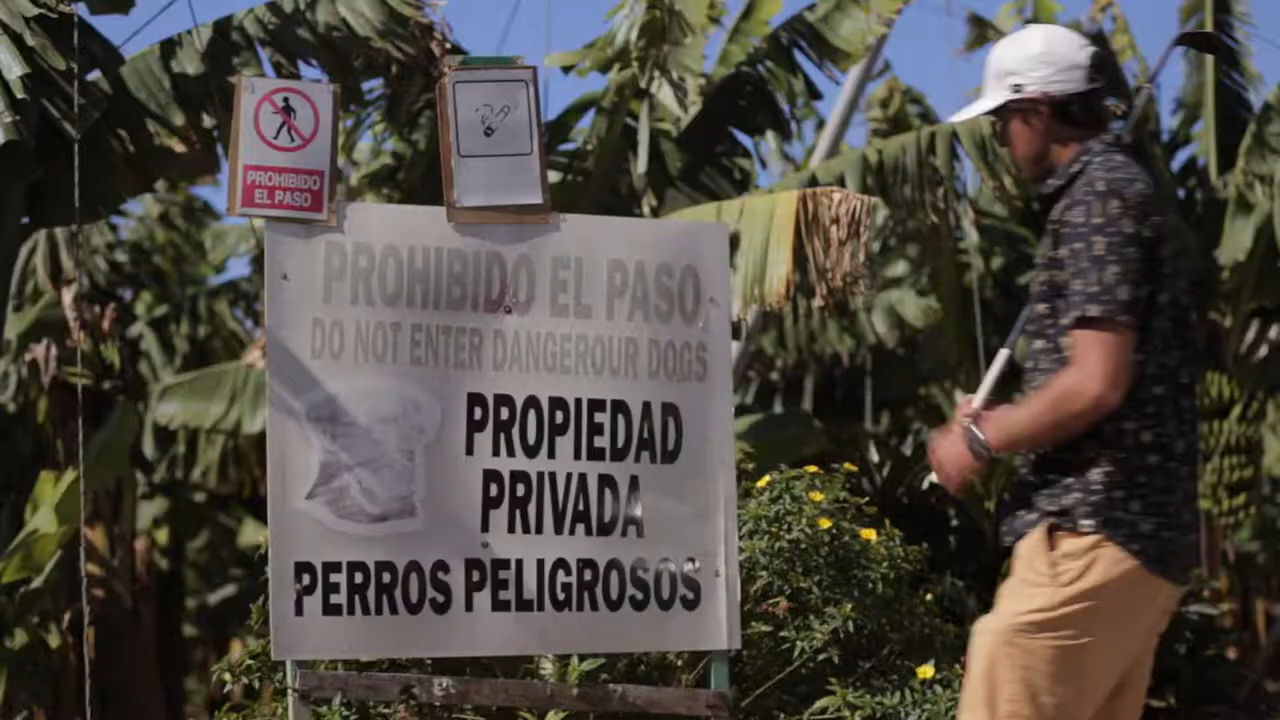 PROHIBIDO
EL PASO
PROHIBIDO EL PASO
DO NOT ENTER DANGEROUR DOGS
PROPIEDAD
PRIVADA
PERROS PELIGROSOS